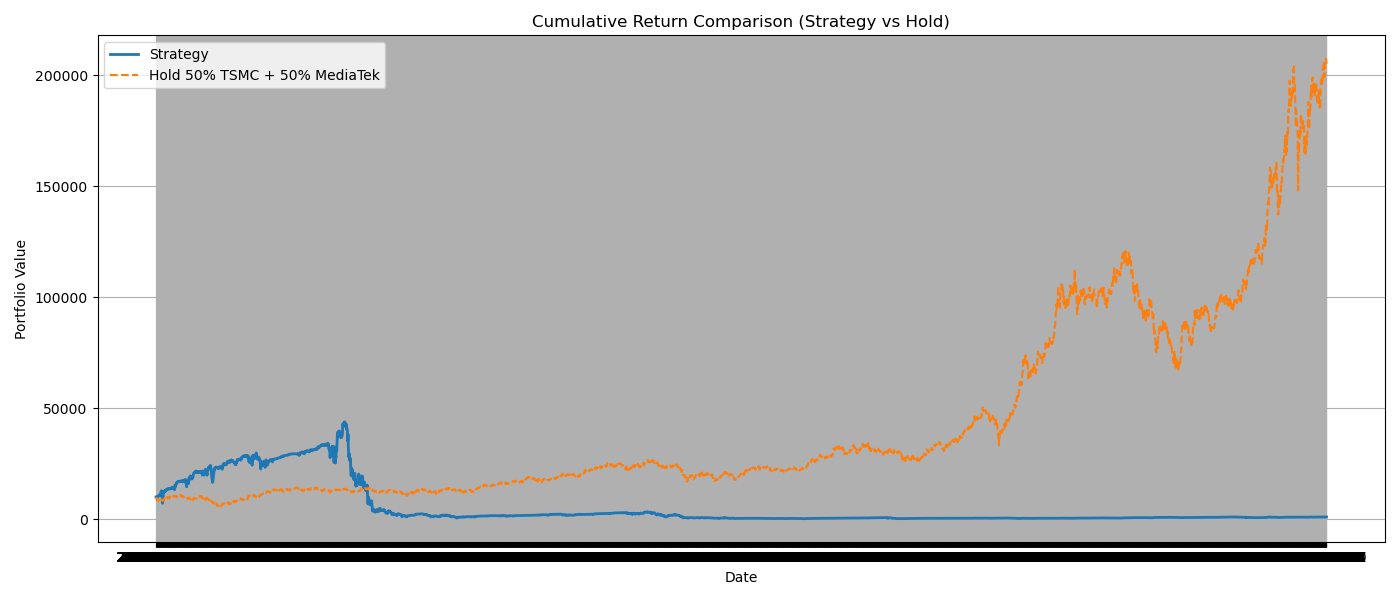 Cumulative Return Comparison (Strategy vs Hold)
Strategy
Hold 50% TSMC + 50% MediaTek
200000
150000
100000
50000
0
Portfolio Value
Date